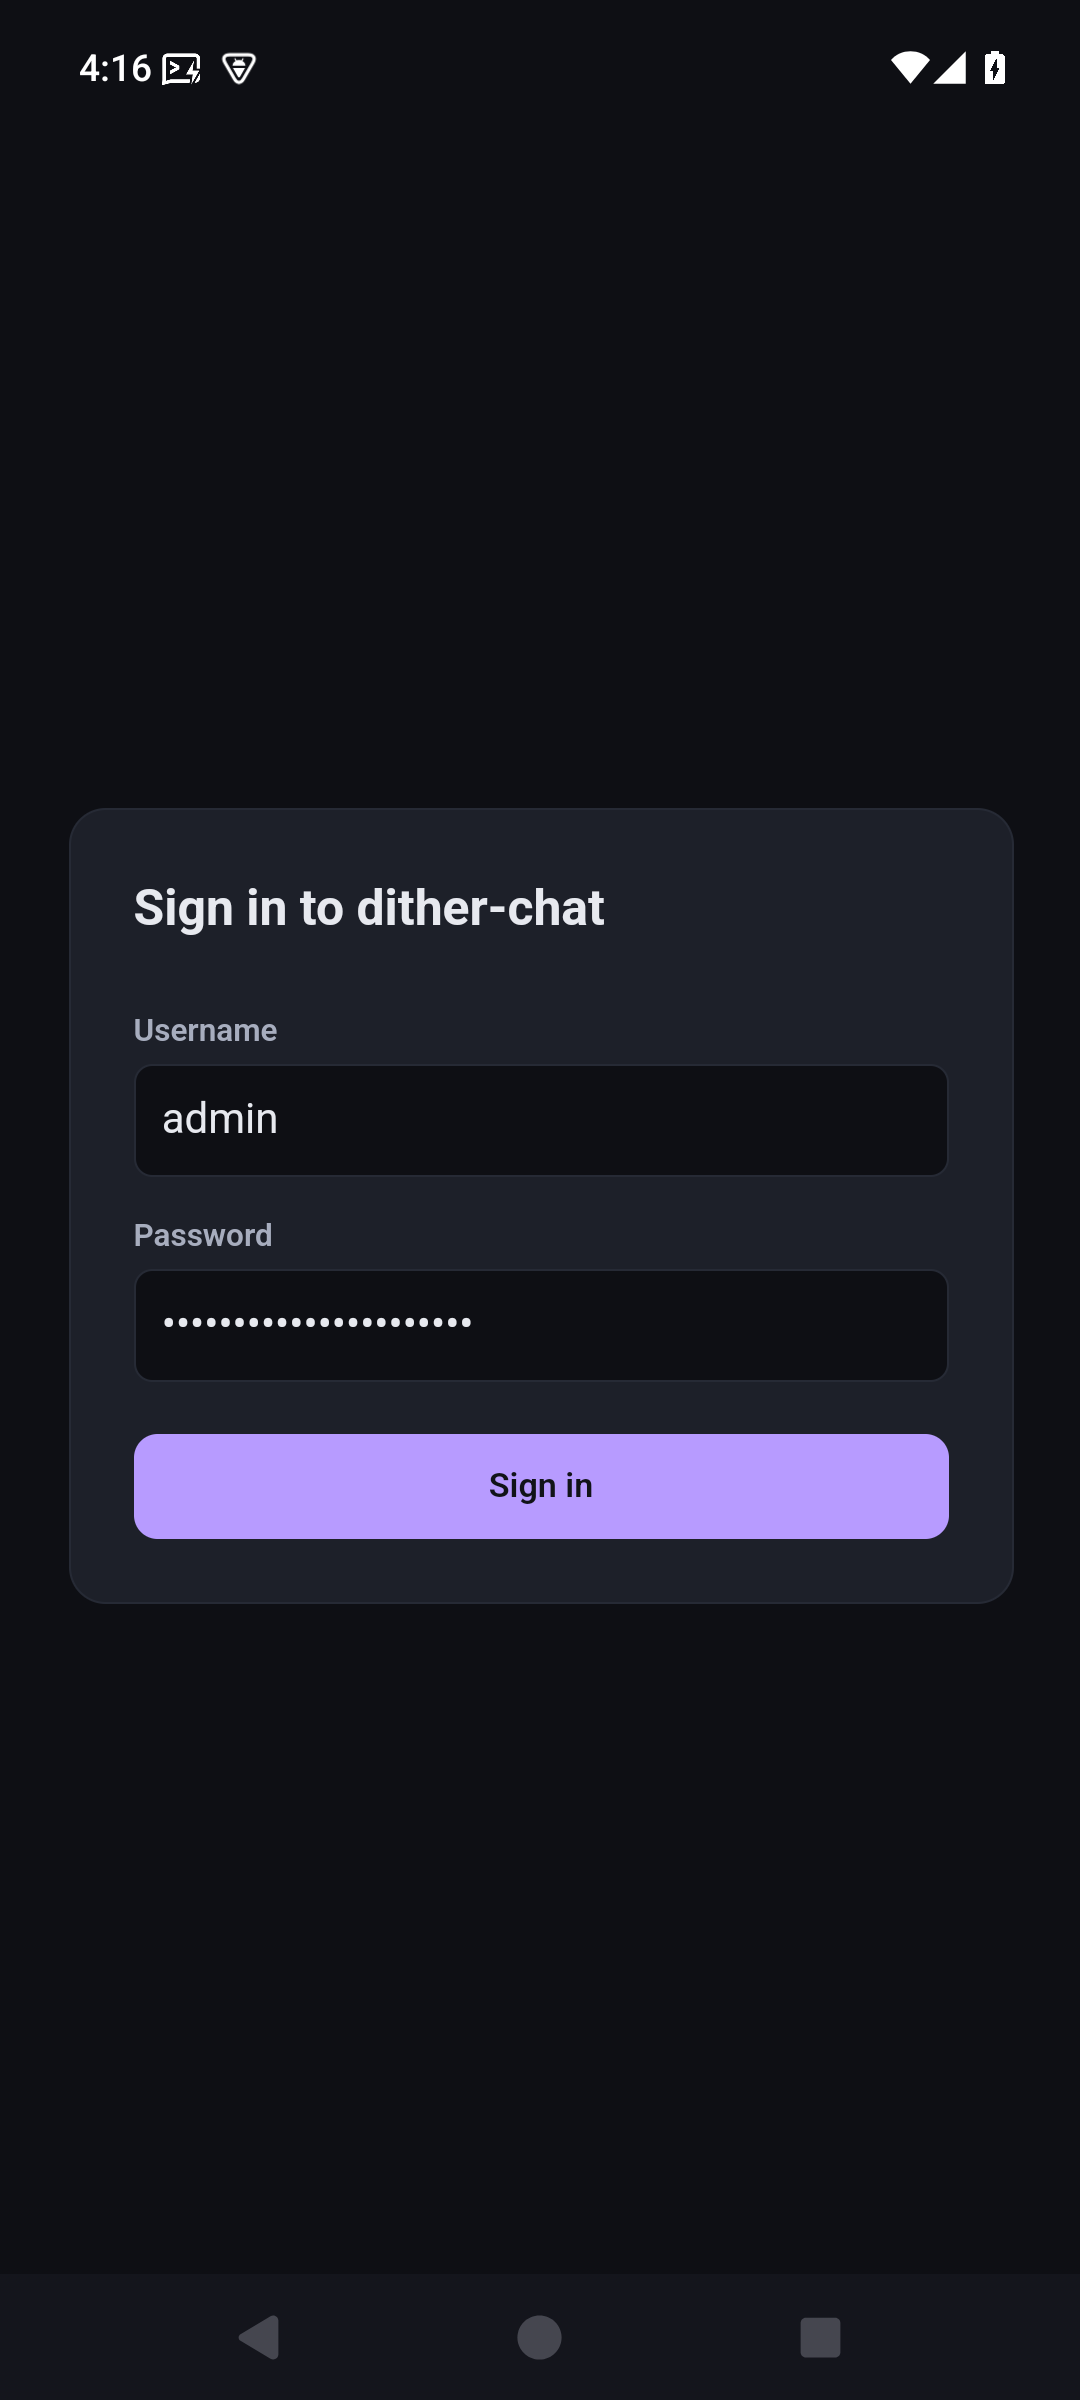 4:16
Sign in to dither-chat
Username
admin
Password
••••••••••••••••••••••
Sign in